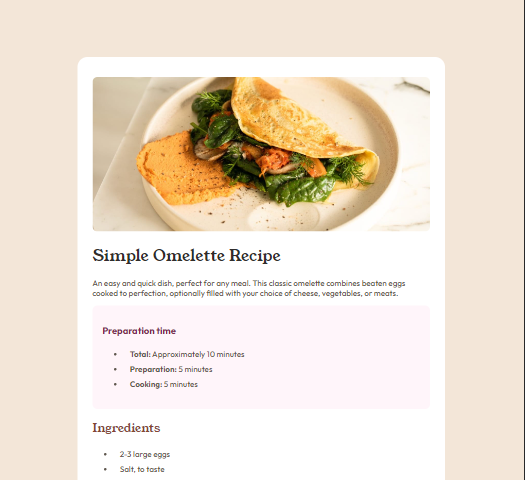 Simple Omelette Recipe
An easy and quick dish, perfect for any meal. This classic omelette combines beaten eggs
cooked to perfection, optionally filled with your choice of cheese, vegetables, or meats.
Preparation time
• Total: Approximately 10 minutes
• Preparation: 5 minutes
• Cooking: 5 minutes
Ingredients
• 2-3 large eggs
• Salt, to taste